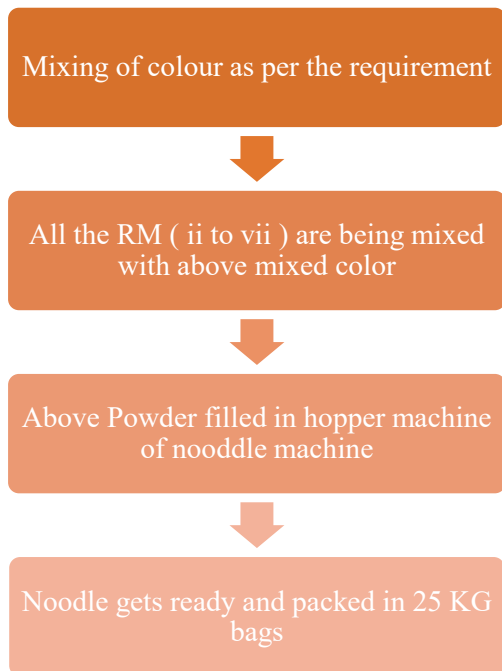 Mixing of colour as per the requirement
All the RM ( ii to vii ) are being mixed
with above mixed color
Above Powder filled in hopper machine
of nooddle machine
Noodle gets ready and packed in 25 KG
bags